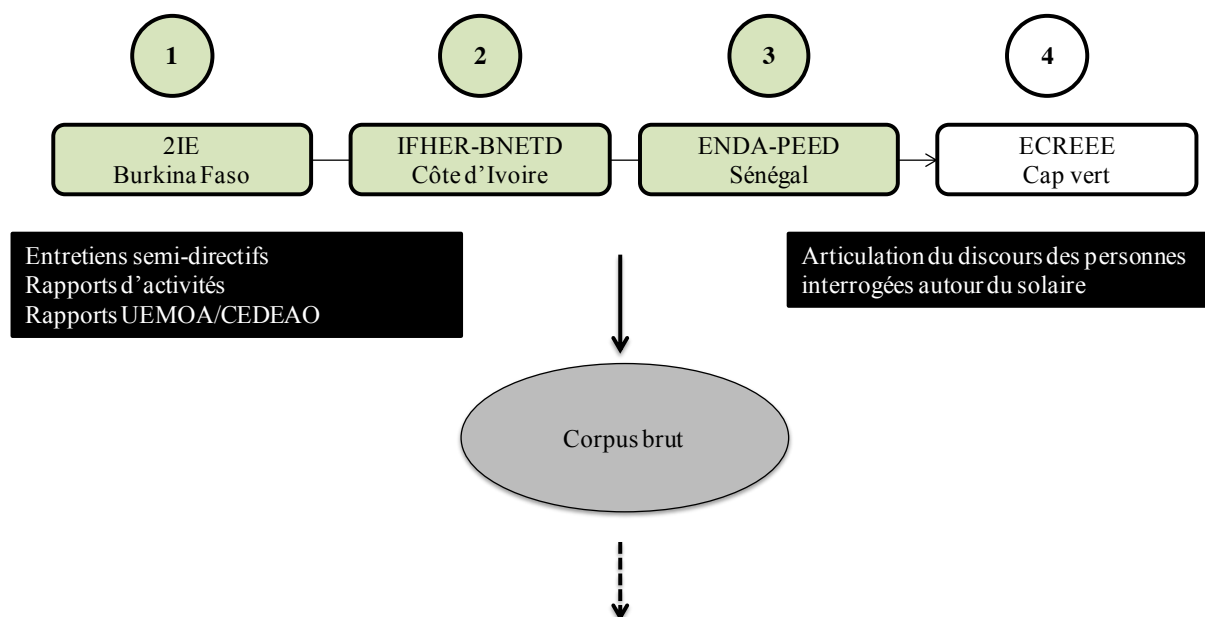 1
2
3
4
2IE
Burkina Faso
IFHER-BNETD
Côte d’Ivoire
ENDA-PEED
Sénégal
ECREEE
Cap vert
Entretiens semi-directifs
Rapports d’activités
Rapports UEMOA/CEDEAO
Articulation du discours des personnes
interrogées autour du solaire
Corpus brut